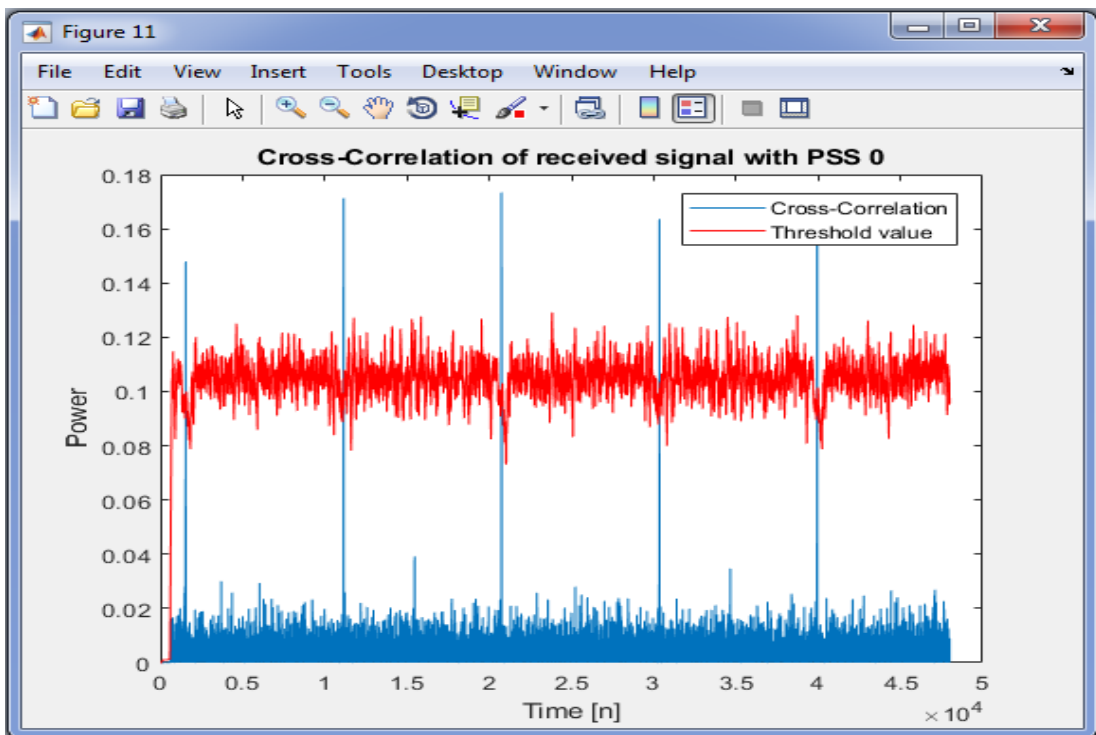 Figure 11
File Edit View Insert Tools Desktop Window Help
Cross-Correlation of received signal with PSS 0
Cross-Correlation
Threshold value
Power
0.18
0.16
0.14
0.12
0.1
0.08
0.06
0.04
0.02
0
0 0.5 1 1.5 2 2.5 3 3.5 4 4.5 5
Time [n]
× 10⁴